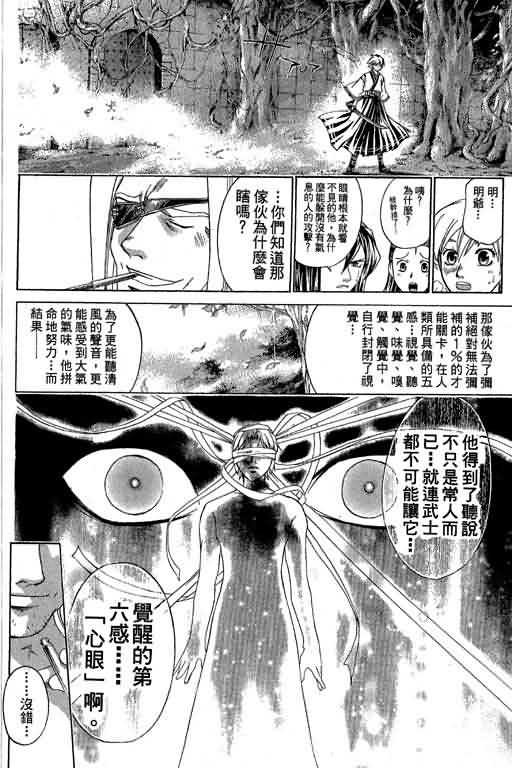 明…
明爺…
咦？
為什麼？
眼睛根本就看
不見的他，為什
麼能躲開沒有氣
息的人的攻擊？
…你們知道那
傢伙為什麼會
瞎嗎？
那傢伙為了彌
補絕對無法彌
補的1%的才
能關卡，在人
類所具備的五
感…視覺、聽
覺、味覺、嗅
覺、觸覺中，
自行封閉了視
覺…
為了更能聽清
風的聲音，更
能感受到大氣
的氣味，他拼
命地努力…而
結果——
他得到了聽說
不只是常人而
已…就連武士
都不可能讓它…
覺醒的第
六感……
「心眼」啊。
……沒錯…